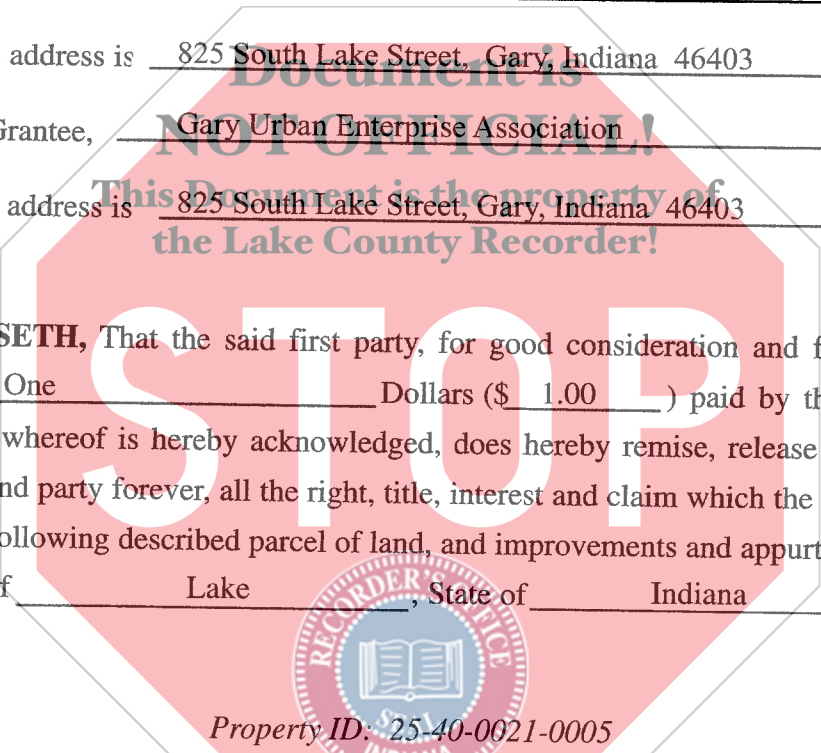 address is 825 South Lake Street, Gary, Indiana 46403
Document is
Grantee, Gary Urban Enterprise Association
NOT OFFICIAL!
This Document is the property of
address is 825 South Lake Street, Gary, Indiana 46403
the Lake County Recorder!
STOP
SETH, That the said first party, for good consideration and f
One Dollars ($ 1.00 ) paid by th
whereof is hereby acknowledged, does hereby remise, release
nd party forever, all the right, title, interest and claim which the
ollowing described parcel of land, and improvements and appurt
f Lake , State of Indiana
RECORDER'S OFFICE
SEAL
INDIANA
Property ID: 25-40-0021-0005